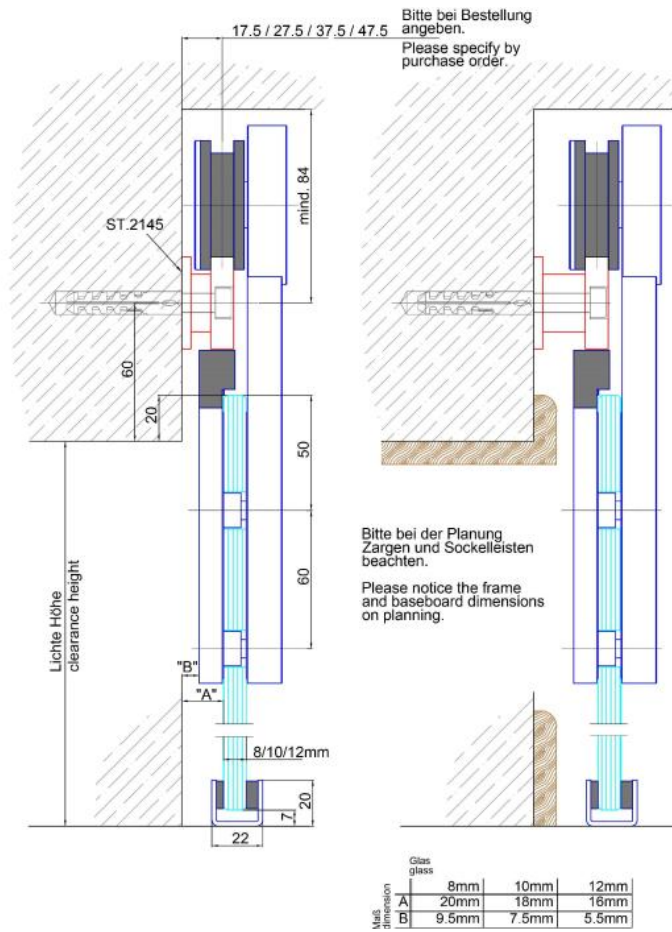 17.5 / 27.5 / 37.5 / 47.5
Bitte bei Bestellung
angeben.
Please specify by
purchase order.
mind. 84
ST.2145
60
20
50
Bitte bei der Planung
Zargen und Sockelleisten
beachten.
Please notice the frame
and baseboard dimensions
on planning.
60
Lichte Höhe
clearance height
"B"
"A"
8/10/12mm
20
7
22
Glas
glass
Maß
dimension
8mm 10mm 12mm
A 20mm 18mm 16mm
B 9.5mm 7.5mm 5.5mm